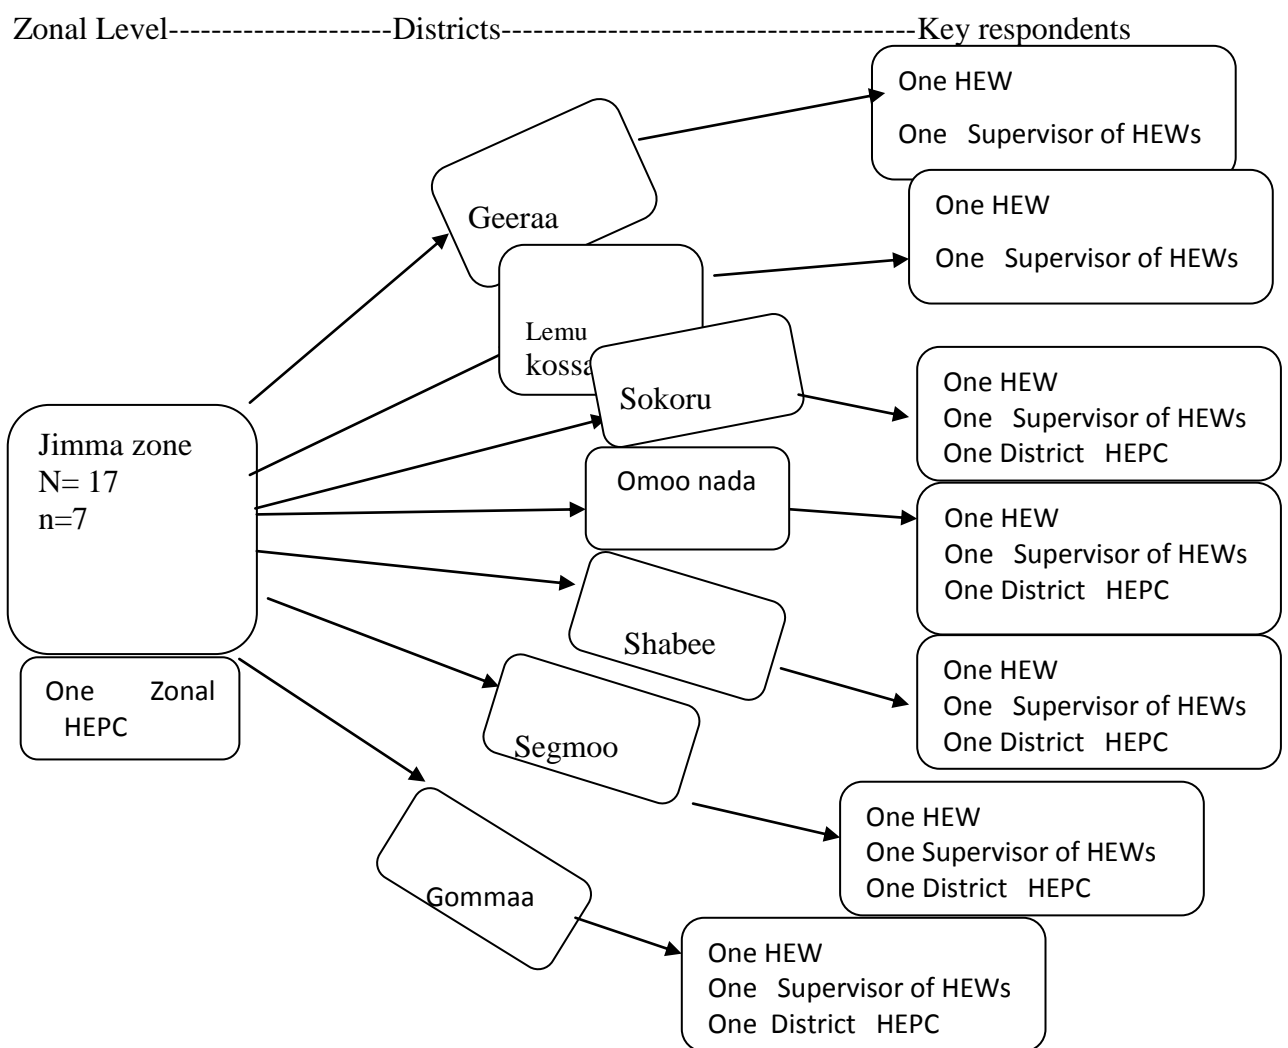 Zonal Level--------------------Districts-------------------------------------Key respondents
One HEW
One Supervisor of HEWs
Geeraa
One HEW
One Supervisor of HEWs
Lemu
kossa
Sokoru
One HEW
One Supervisor of HEWs
One District HEPC
Jimma zone
N= 17
n=7
Omoo nada
One HEW
One Supervisor of HEWs
One District HEPC
Shabee
One HEW
One Supervisor of HEWs
One District HEPC
One Zonal
HEPC
Segmoo
One HEW
One Supervisor of HEWs
One District HEPC
Gommaa
One HEW
One Supervisor of HEWs
One District HEPC